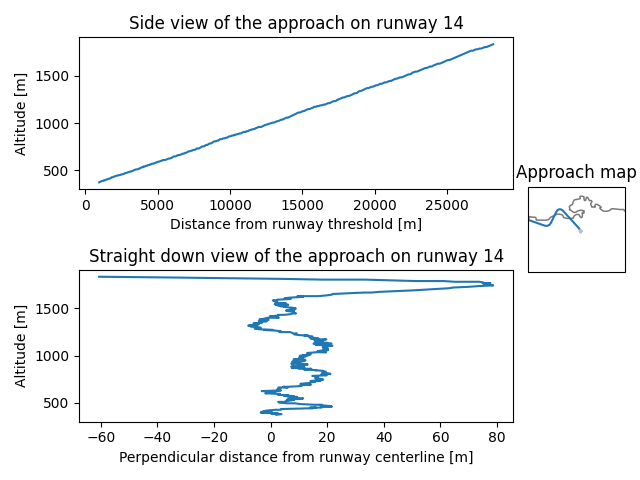 Side view of the approach on runway 14
1500
1000
500
Altitude [m]
0 5000 10000 15000 20000 25000
Distance from runway threshold [m]
Approach map
Straight down view of the approach on runway 14
1500
1000
500
Altitude [m]
−60 −40 −20 0 20 40 60 80
Perpendicular distance from runway centerline [m]